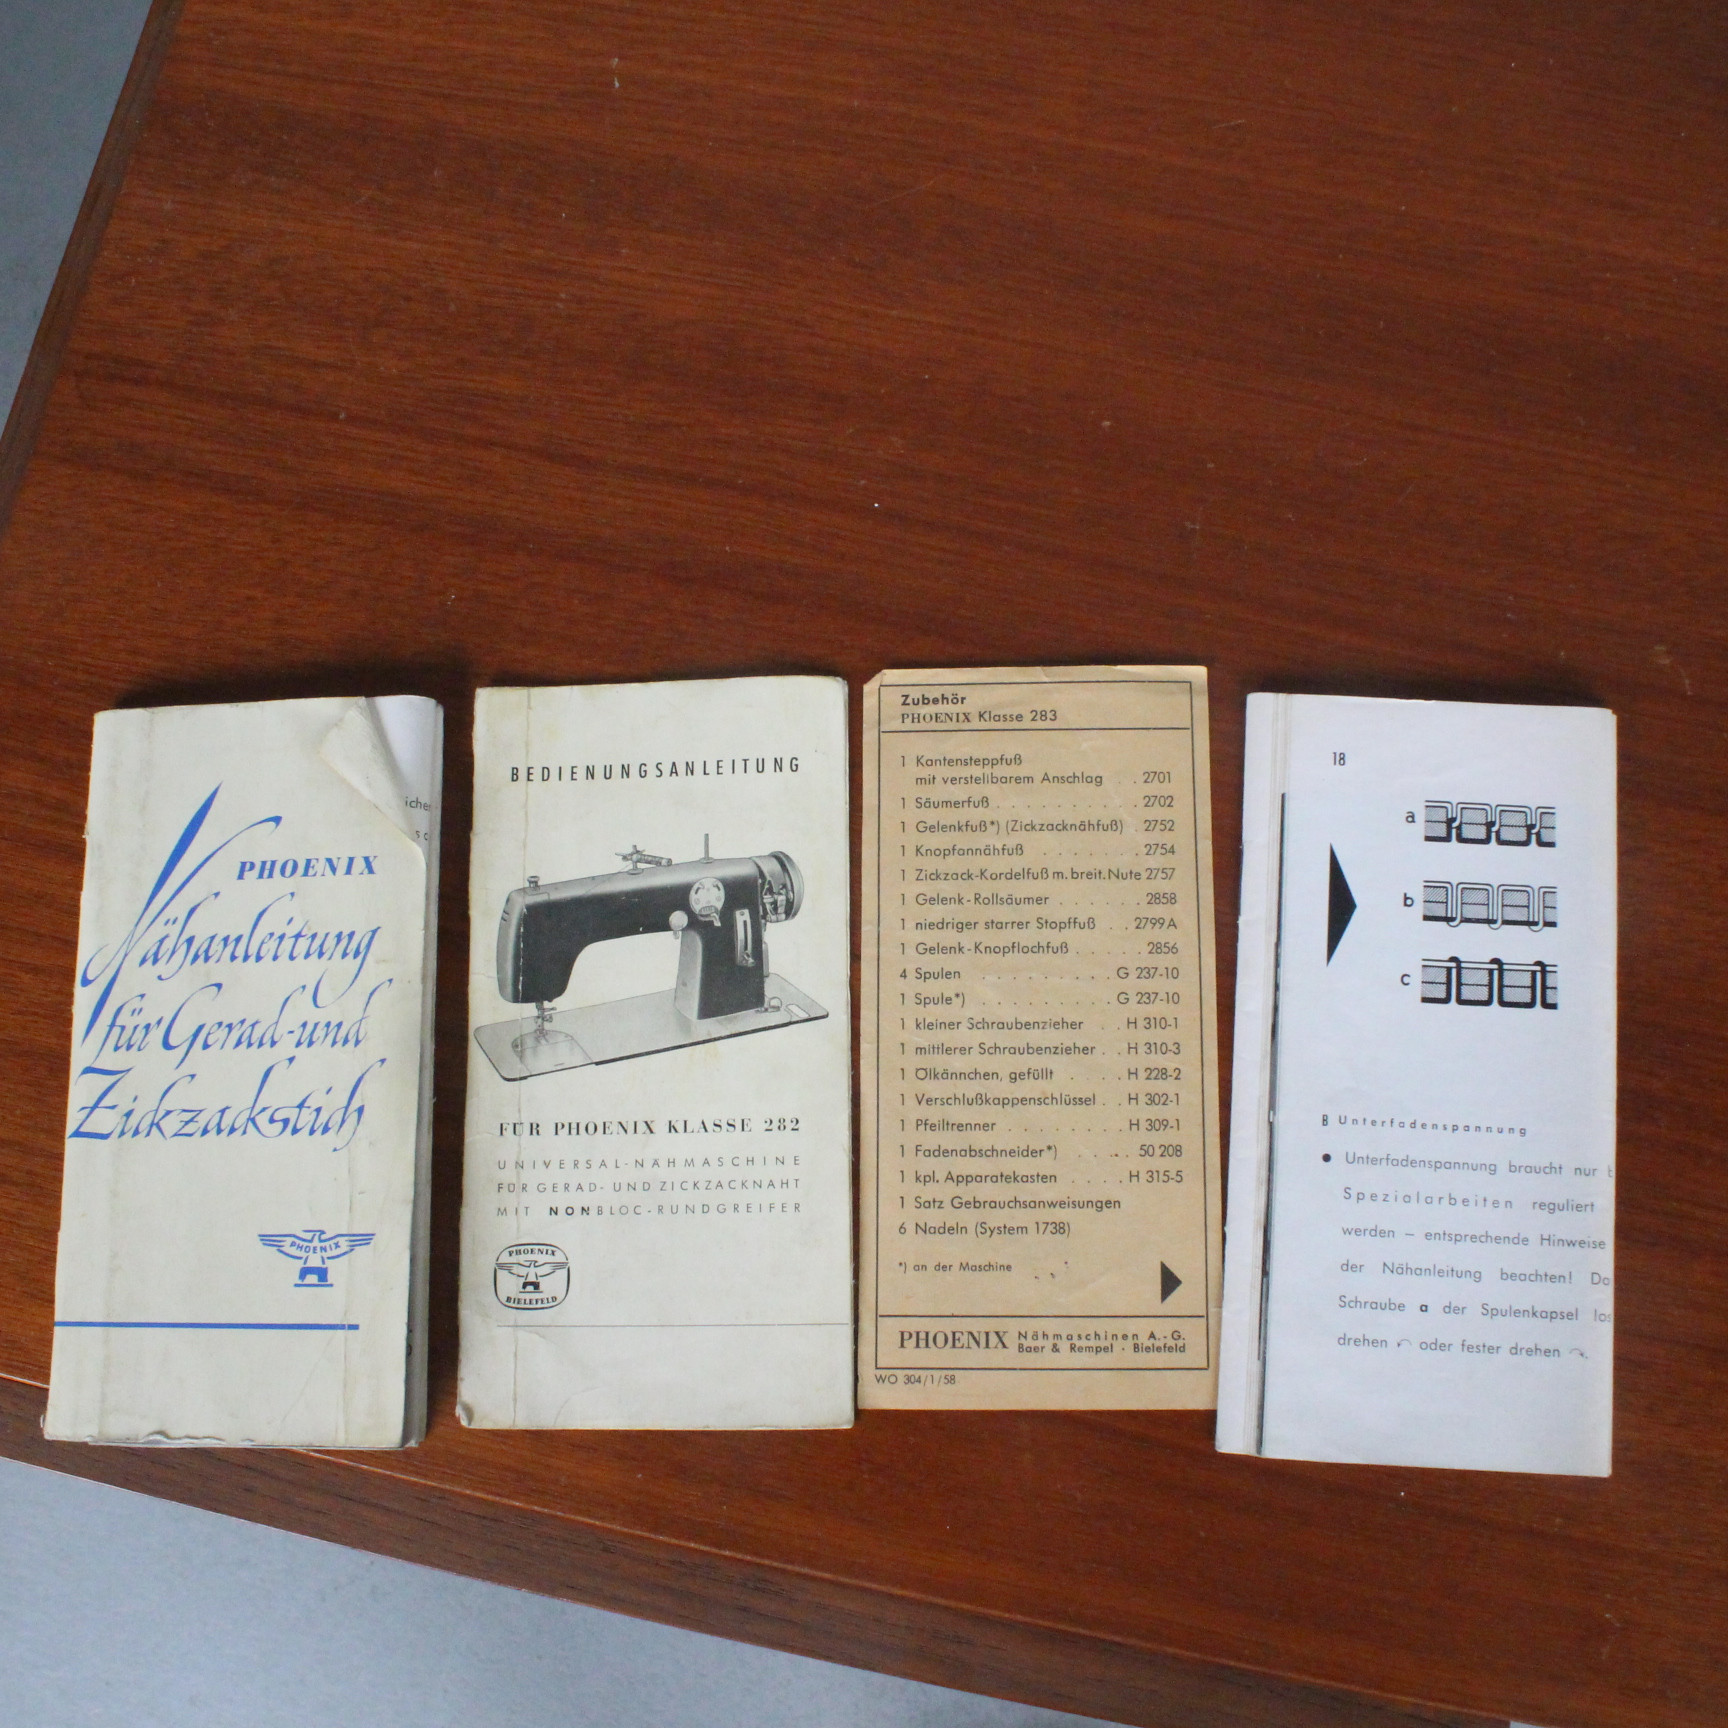 PHOENIX
Nähanleitung
für Gerad-und
Zickzackstich
PHOENIX
BEDIENUNGSANLEITUNG
FÜR PHOENIX KLASSE 282
UNIVERSAL-NÄHMASCHINE
FÜR GERAD- UND ZICKZACKNAHT
MIT NONBLOC-RUNDGREIFER
PHOENIX
BIELEFELD
Zubehör
PHOENIX Klasse 283
1 Kantensteppfuß
mit verstellbarem Anschlag . . 2701
1 Säumerfuß . . . . . . . . . . 2702
1 Gelenkfuß*) (Zickzacknähfuß) . 2752
1 Knopfannähfuß . . . . . . . 2754
1 Zickzack-Kordelfuß m. breit. Nute 2757
1 Gelenk-Rollsäumer . . . . . . 2858
1 niedriger starrer Stopffuß . . 2799 A
1 Gelenk-Knopflochfuß . . . . . 2856
4 Spulen . . . . . . . . . G 237-10
1 Spule*) . . . . . . . . . G 237-10
1 kleiner Schraubenzieher . . H 310-1
1 mittlerer Schraubenzieher . . H 310-3
1 Ölkännchen, gefüllt . . . . H 228-2
1 Verschlußkappenschlüssel . . H 302-1
1 Pfeiltrenner . . . . . . . . H 309-1
1 Fadenabschneider*) . . . . 50 208
1 kpl. Apparatekasten . . . . H 315-5
1 Satz Gebrauchsanweisungen
6 Nadeln (System 1738)
*) an der Maschine
PHOENIX Nähmaschinen A.-G.
Baer & Rempel · Bielefeld
WO 304/1/58
18
a
b
c
B Unterfadenspannung
● Unterfadenspannung braucht nur
Spezialarbeiten reguliert
werden – entsprechende Hinweise
der Nähanleitung beachten!
Schraube a der Spulenkapsel
drehen ↶ oder fester drehen ↷.